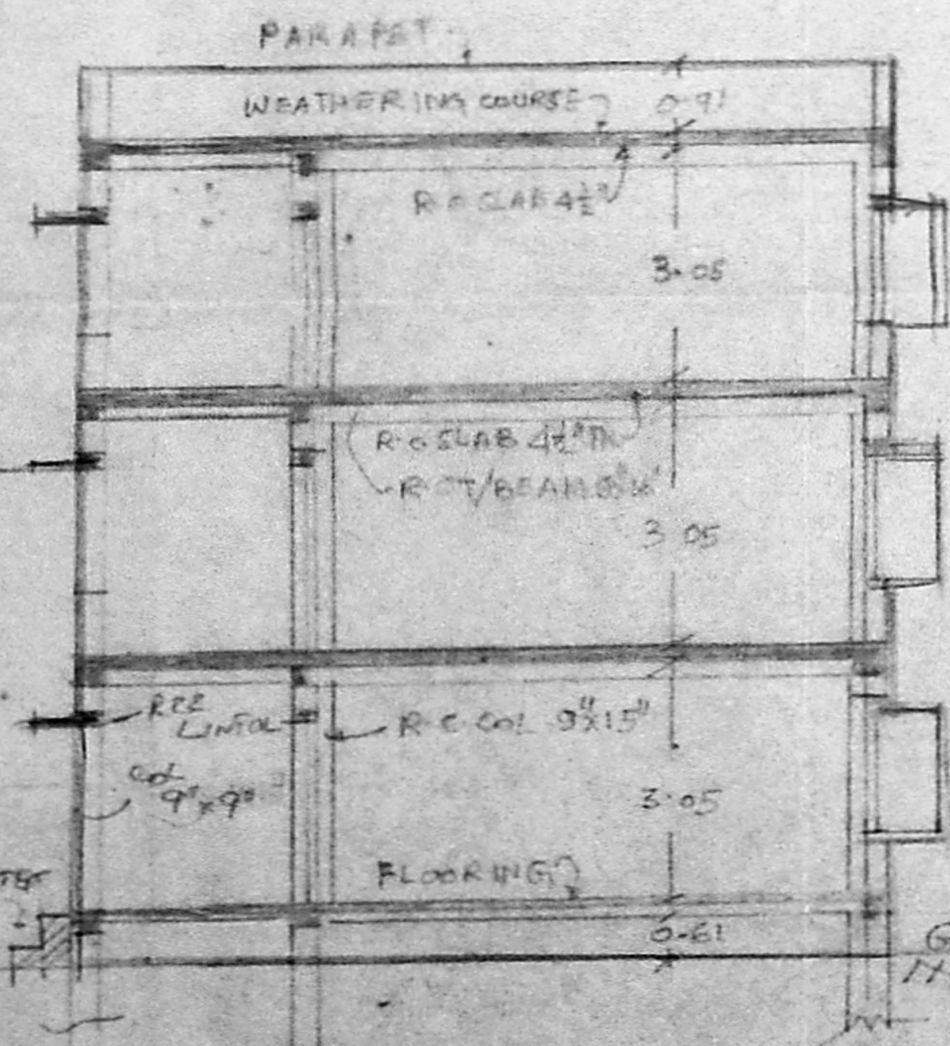 PARAPET
WEATHERING COURSE
0.91
R.C SLAB 4½"
3.05
R.C SLAB 4½" TH
R.C T/BEAM
3.05
RCC
LINTOL
R.C. COL 9"x15"
COL
9"x9"
3.05
FLOORING
0.61
G